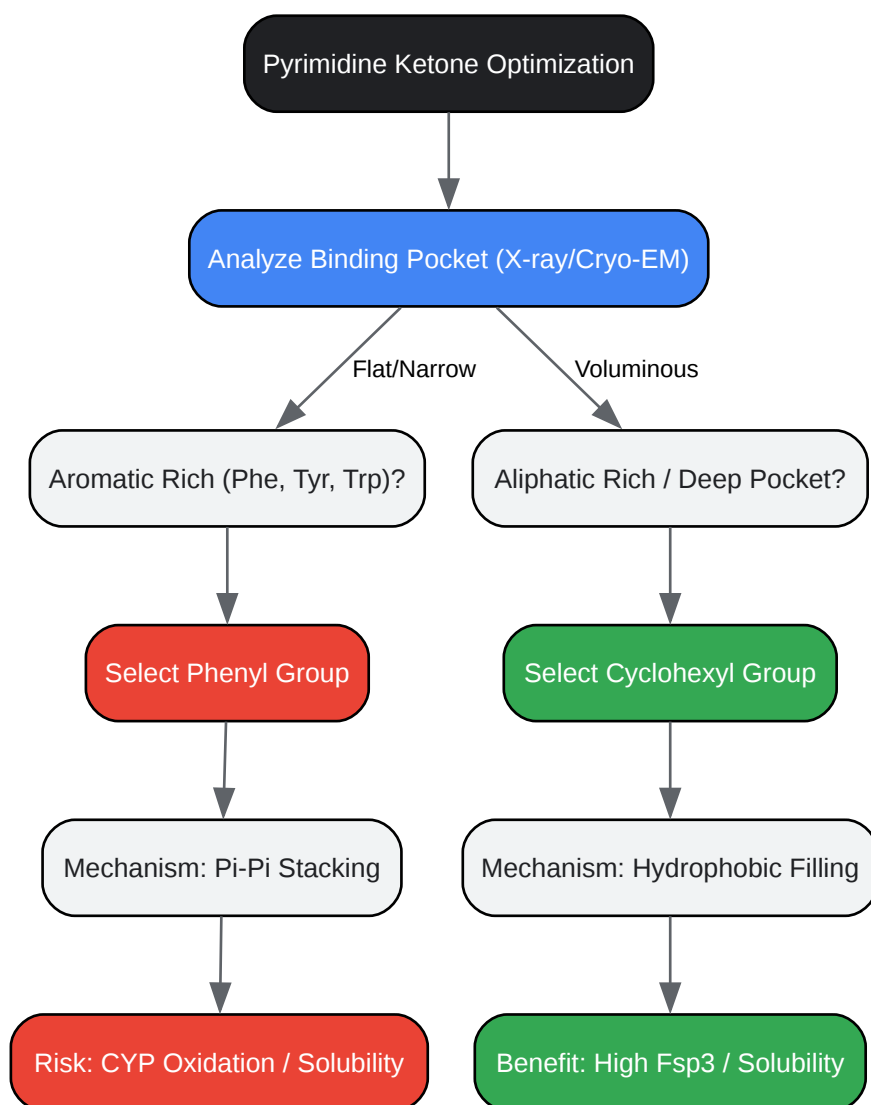 Pyrimidine Ketone Optimization
Analyze Binding Pocket (X-ray/Cryo-EM)
Flat/Narrow
Voluminous
Aromatic Rich (Phe, Tyr, Trp)?
Aliphatic Rich / Deep Pocket?
Select Phenyl Group
Select Cyclohexyl Group
Mechanism: Pi-Pi Stacking
Mechanism: Hydrophobic Filling
Risk: CYP Oxidation / Solubility
Benefit: High Fsp3 / Solubility